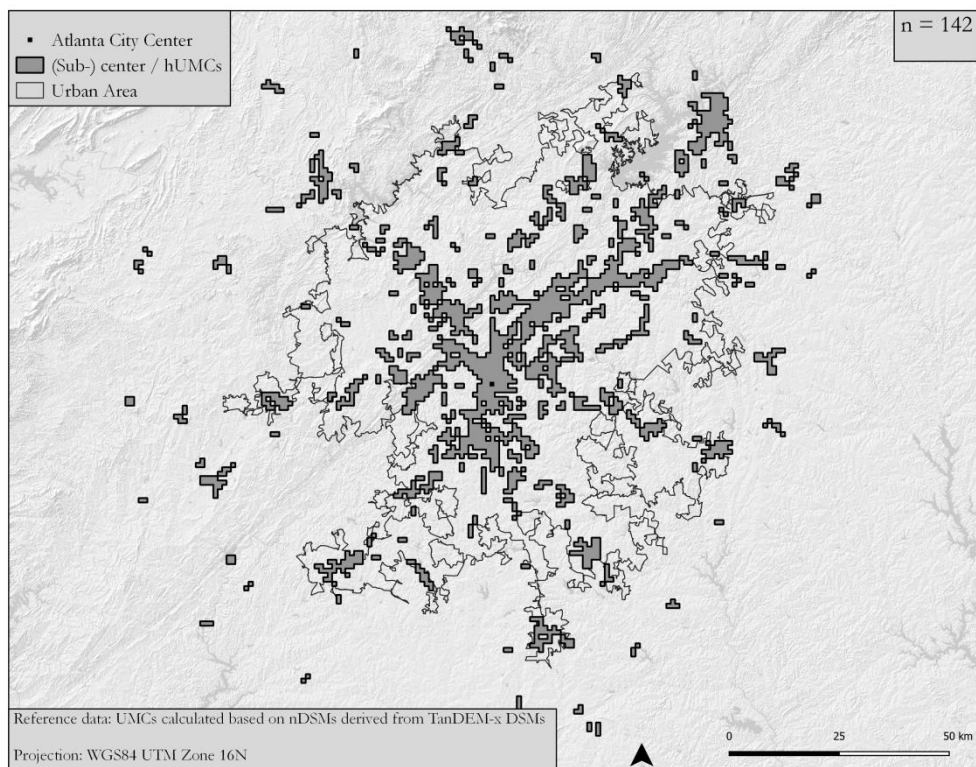 Atlanta City Center
(Sub-) center / hUMCs
Urban Area
n = 142
Reference data: UMCs calculated based on nDSMs derived from TanDEM-x DSMs
Projection: WGS84 UTM Zone 16N
0 25 50 km